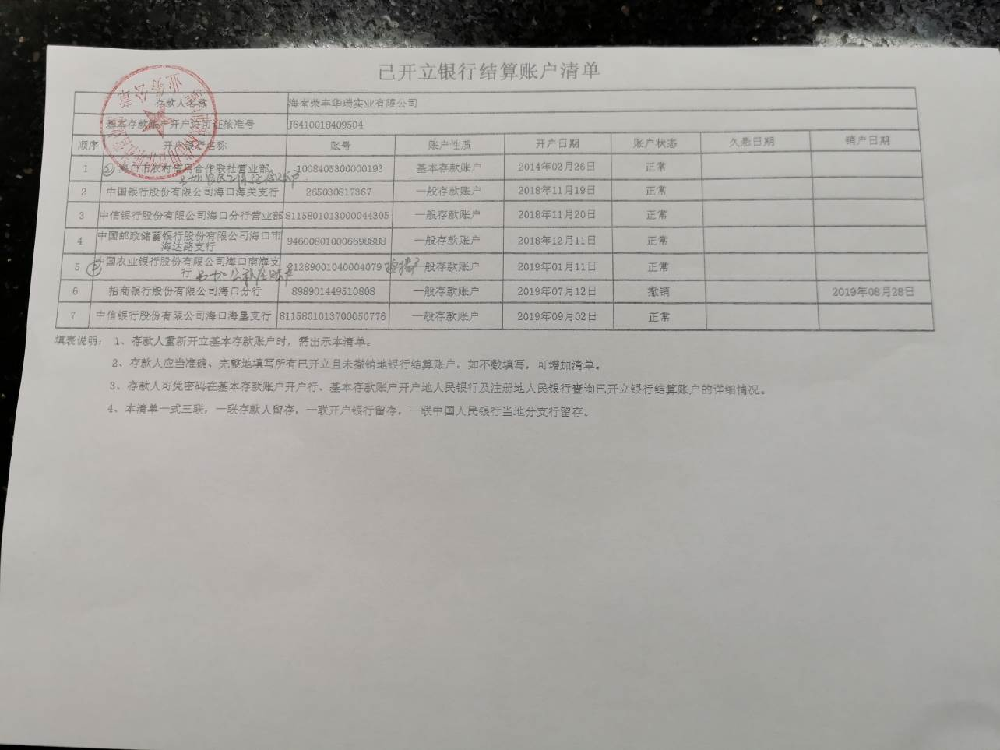 已开立银行结算账户清单
存款人名称 海南荣丰华瑞实业有限公司
基本存款账户开户许可证核准号 J6410018409504
顺序 开户银行名称 账号 账户性质 开户日期 账户状态 久悬日期 销户日期
1 海口市农村信用合作联社营业部 1008405300000193 基本存款账户 2014年02月26日 正常
2 中国银行股份有限公司海口海关支行 265030817367 一般存款账户 2018年11月19日 正常
3 中信银行股份有限公司海口分行营业部 8115801013000044305 一般存款账户 2018年11月20日 正常
4 中国邮政储蓄银行股份有限公司海口市海达路支行 946008010006698888 一般存款账户 2018年12月11日 正常
5 中国农业银行股份有限公司海口南海支行 21289001040004079 一般存款账户 2019年01月11日 正常
6 招商银行股份有限公司海口分行 898901449510808 一般存款账户 2019年07月12日 撤销 2019年08月28日
7 中信银行股份有限公司海口海垦支行 8115801013700050776 一般存款账户 2019年09月02日 正常
填表说明： 1、存款人重新开立基本存款账户时，需出示本清单。
2、存款人应当准确、完整地填写所有已开立且未撤销地银行结算账户。如不敷填写，可增加清单。
3、存款人可凭密码在基本存款账户开户行、基本存款账户开户地人民银行及注册地人民银行查询已开立银行结算账户的详细情况。
4、本清单一式三联，一联存款人留存，一联开户银行留存，一联中国人民银行当地分支行留存。